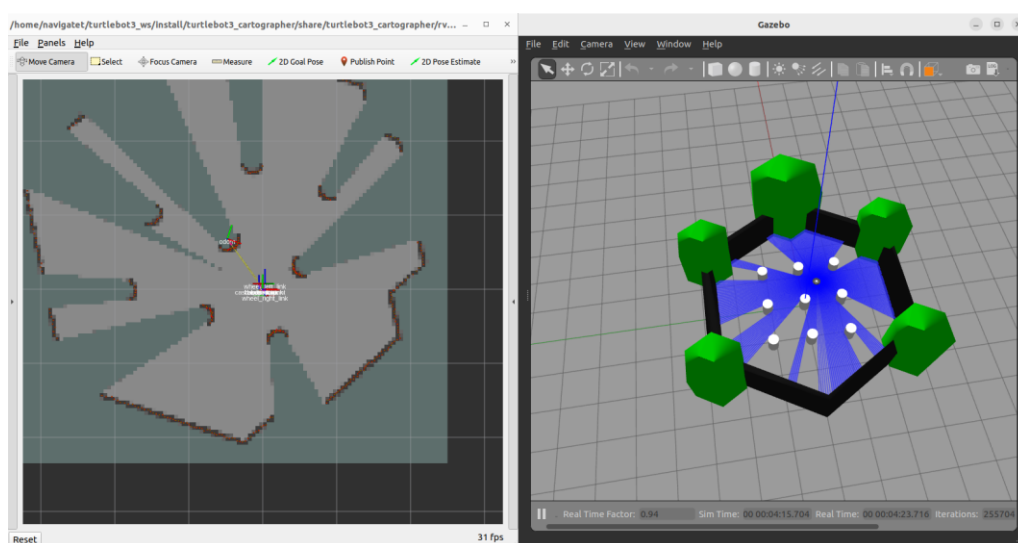 /home/navigatet/turtlebot3_ws/install/turtlebot3_cartographer/share/turtlebot3_cartographer/rv...
File Panels Help
Move Camera Select Focus Camera Measure 2D Goal Pose Publish Point 2D Pose Estimate »
odom
wheel_left_link
wheel_right_link
Reset
31 fps
Gazebo
File Edit Camera View Window Help
Real Time Factor: 0.94 Sim Time: 00 00:04:15.704 Real Time: 00 00:04:23.716 Iterations: 255704